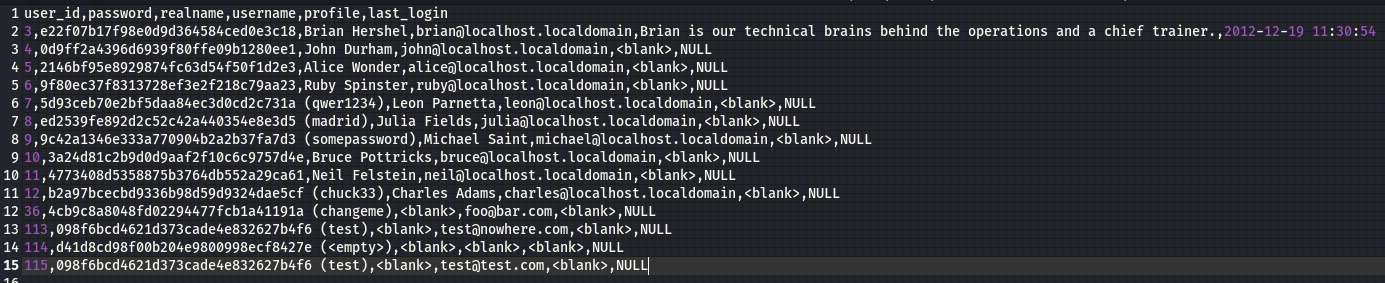 1 user_id,password,realname,username,profile,last_login
2 3,e22f07b17f98e0d9d364584ced0e3c18,Brian Hershel,brian@localhost.localdomain,Brian is our technical brains behind the operations and a chief trainer.,2012-12-19 11:30:54
3 4,0d9ff2a4396d6939f80ffe09b1280ee1,John Durham,john@localhost.localdomain,<blank>,NULL
4 5,2146bf95e8929874fc63d54f50f1d2e3,Alice Wonder,alice@localhost.localdomain,<blank>,NULL
5 6,9f80ec37f8313728ef3e2f218c79aa23,Ruby Spinster,ruby@localhost.localdomain,<blank>,NULL
6 7,5d93ceb70e2bf5daa84ec3d0cd2c731a (qwer1234),Leon Parnetta,leon@localhost.localdomain,<blank>,NULL
7 8,ed2539fe892d2c52c42a440354e8e3d5 (madrid),Julia Fields,julia@localhost.localdomain,<blank>,NULL
8 9,9c42a1346e333a770904b2a2b37fa7d3 (somepassword),Michael Saint,michael@localhost.localdomain,<blank>,NULL
9 10,3a24d81c2b9d0d9aaf2f10c6c9757d4e,Bruce Pottricks,bruce@localhost.localdomain,<blank>,NULL
10 11,4773408d5358875b3764db552a29ca61,Neil Felstein,neil@localhost.localdomain,<blank>,NULL
11 12,b2a97bcecbd9336b98d59d9324dae5cf (chuck33),Charles Adams,charles@localhost.localdomain,<blank>,NULL
12 36,4cb9c8a8048fd02294477fcb1a41191a (changeme),<blank>,foo@bar.com,<blank>,NULL
13 113,098f6bcd4621d373cade4e832627b4f6 (test),<blank>,test@nowhere.com,<blank>,NULL
14 114,d41d8cd98f00b204e9800998ecf8427e (<empty>),<blank>,<blank>,<blank>,NULL
15 115,098f6bcd4621d373cade4e832627b4f6 (test),<blank>,test@test.com,<blank>,NULL
16